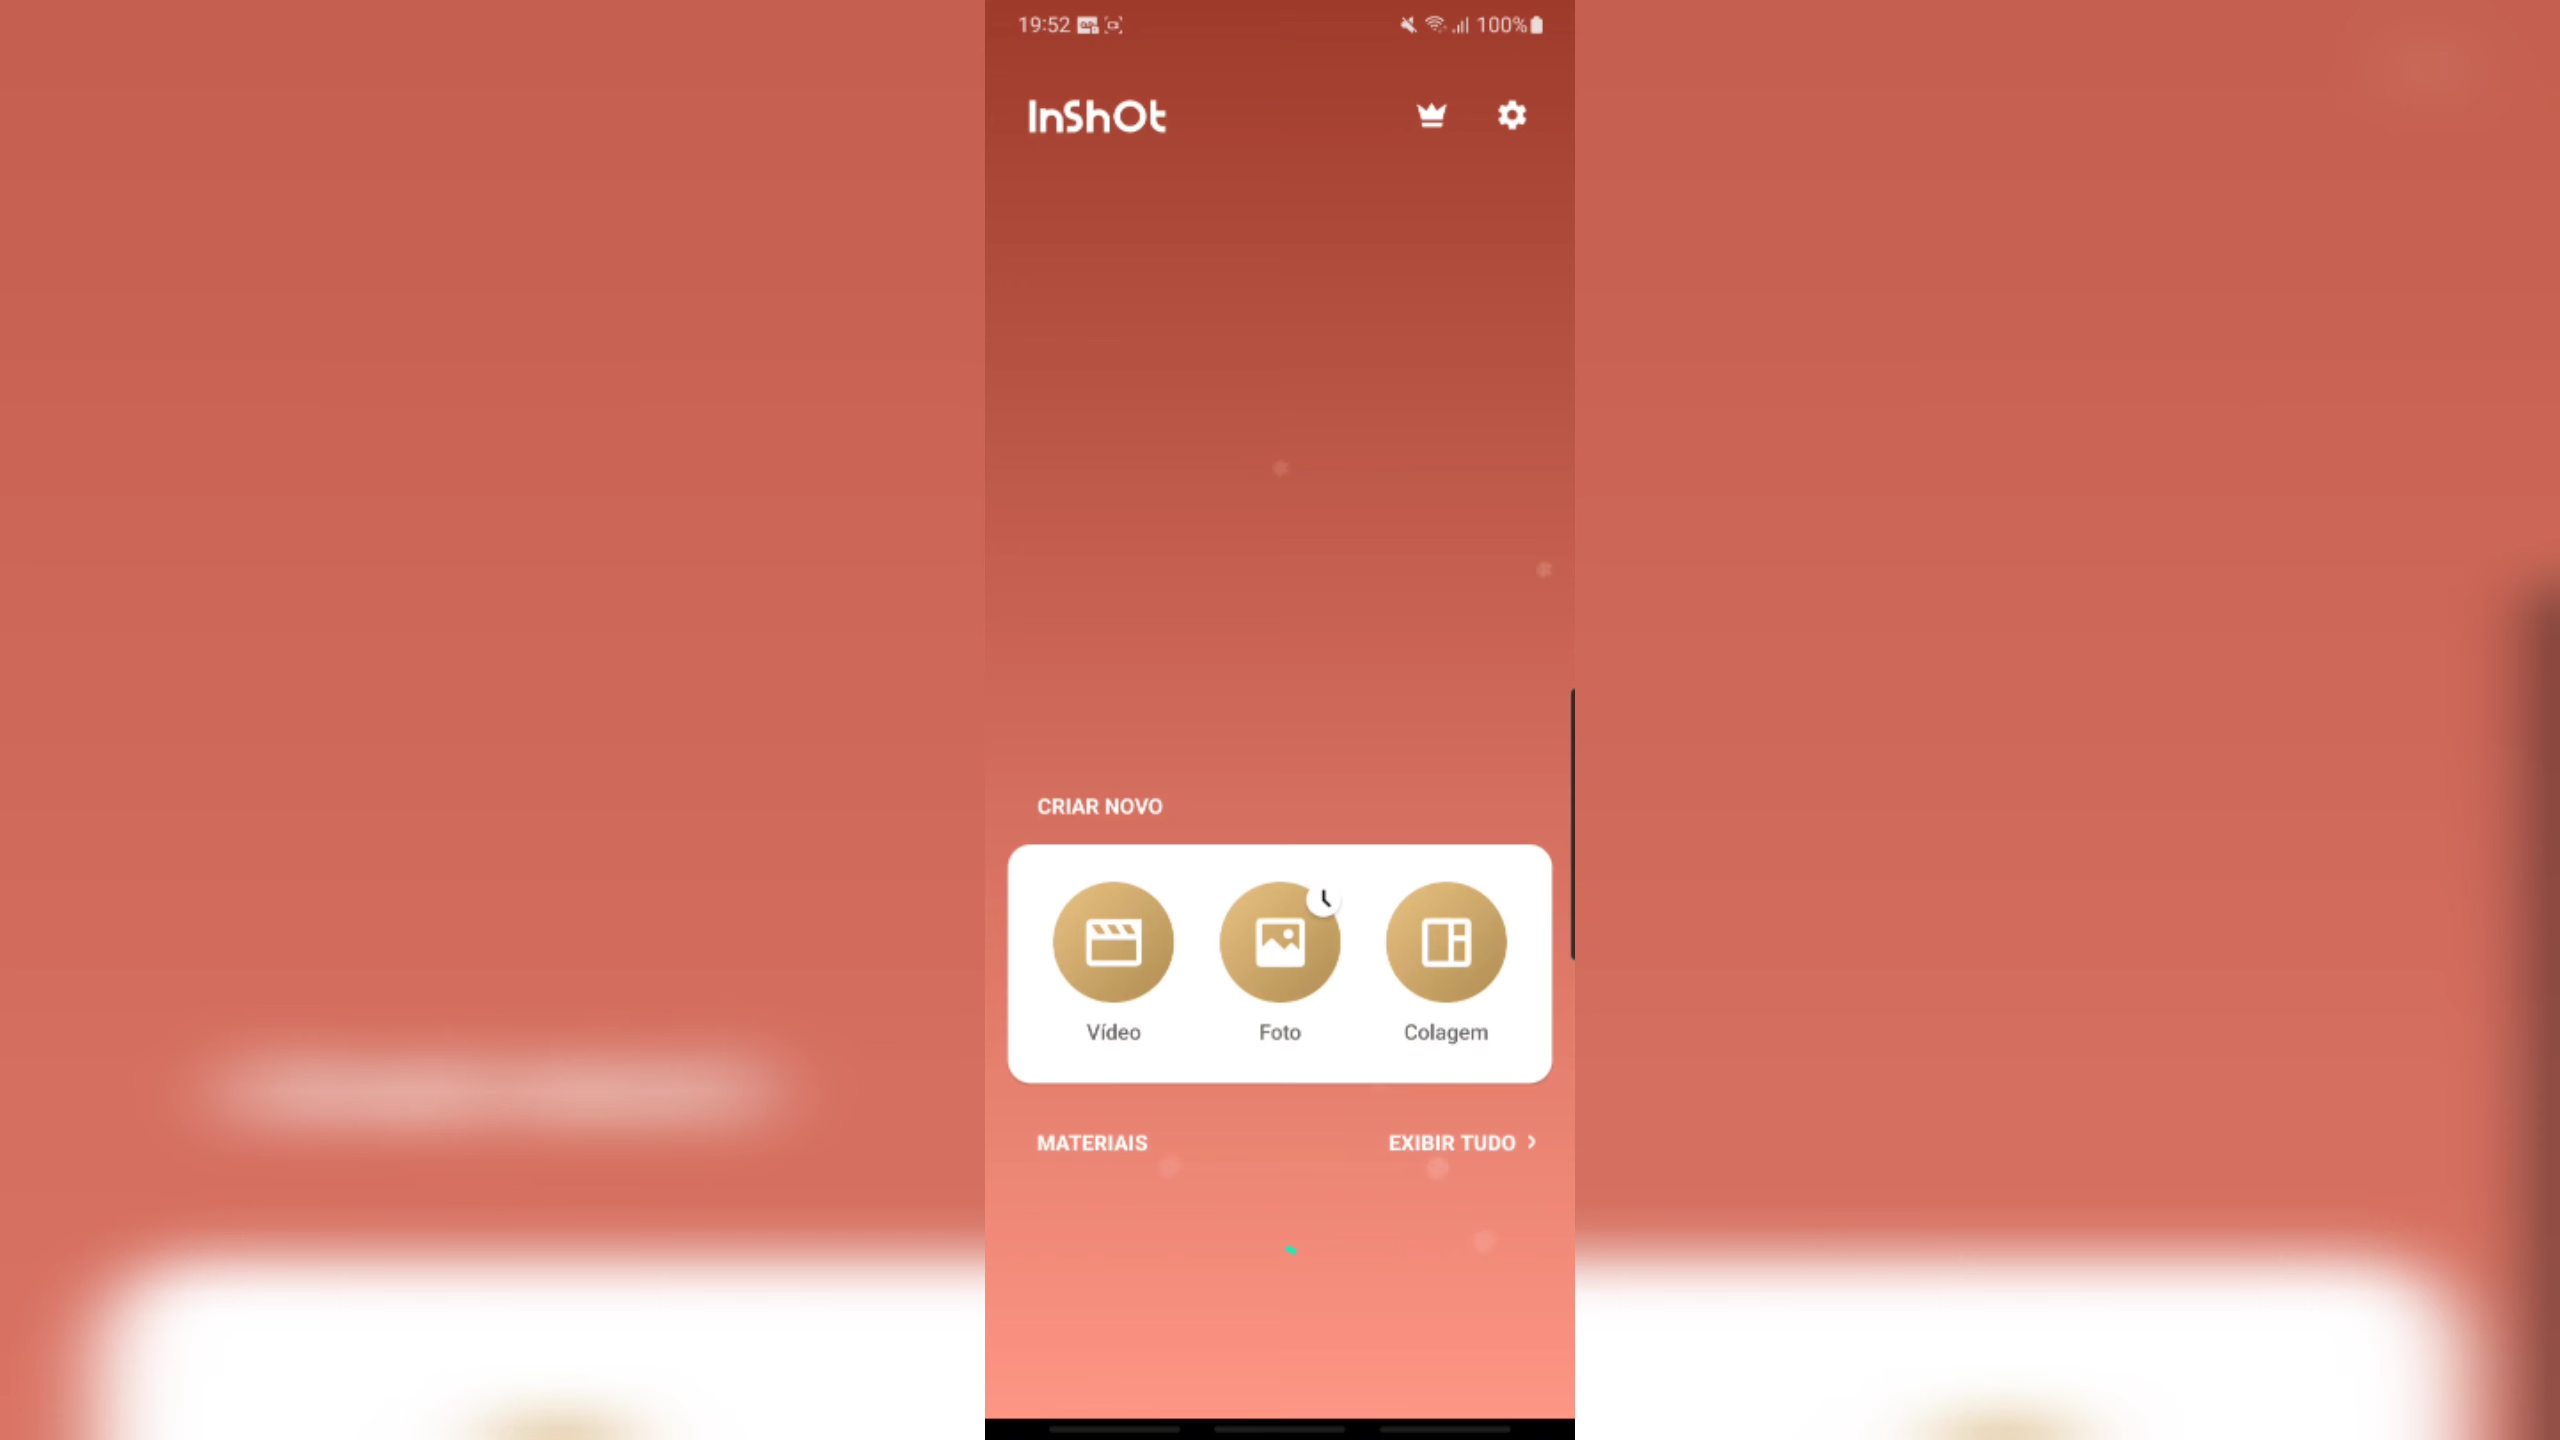 19:52 100%
InShOt
CRIAR NOVO
Vídeo Foto Colagem
MATERIAIS EXIBIR TUDO